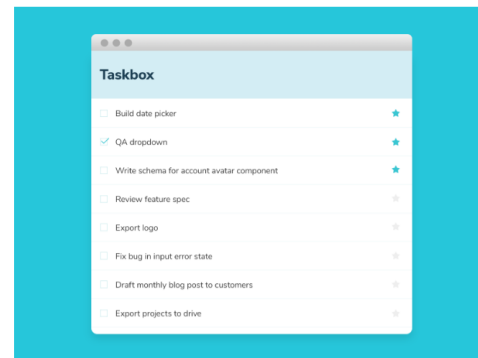 Taskbox
Build date picker
QA dropdown
Write schema for account avatar component
Review feature spec
Export logo
Fix bug in input error state
Draft monthly blog post to customers
Export projects to drive